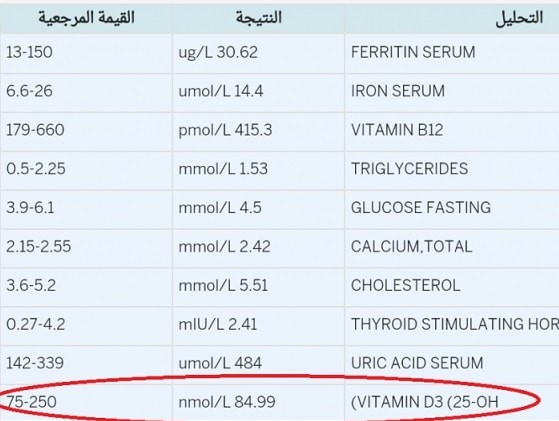 التحليل النتيجة القيمة المرجعية
FERRITIN SERUM ug/L 30.62 13-150
IRON SERUM umol/L 14.4 6.6-26
VITAMIN B12 pmol/L 415.3 179-660
TRIGLYCERIDES mmol/L 1.53 0.5-2.25
GLUCOSE FASTING mmol/L 4.5 3.9-6.1
CALCIUM,TOTAL mmol/L 2.42 2.15-2.55
CHOLESTEROL mmol/L 5.51 3.6-5.2
THYROID STIMULATING HOR mIU/L 2.41 0.27-4.2
URIC ACID SERUM umol/L 484 142-339
(VITAMIN D3 (25-OH nmol/L 84.99 75-250